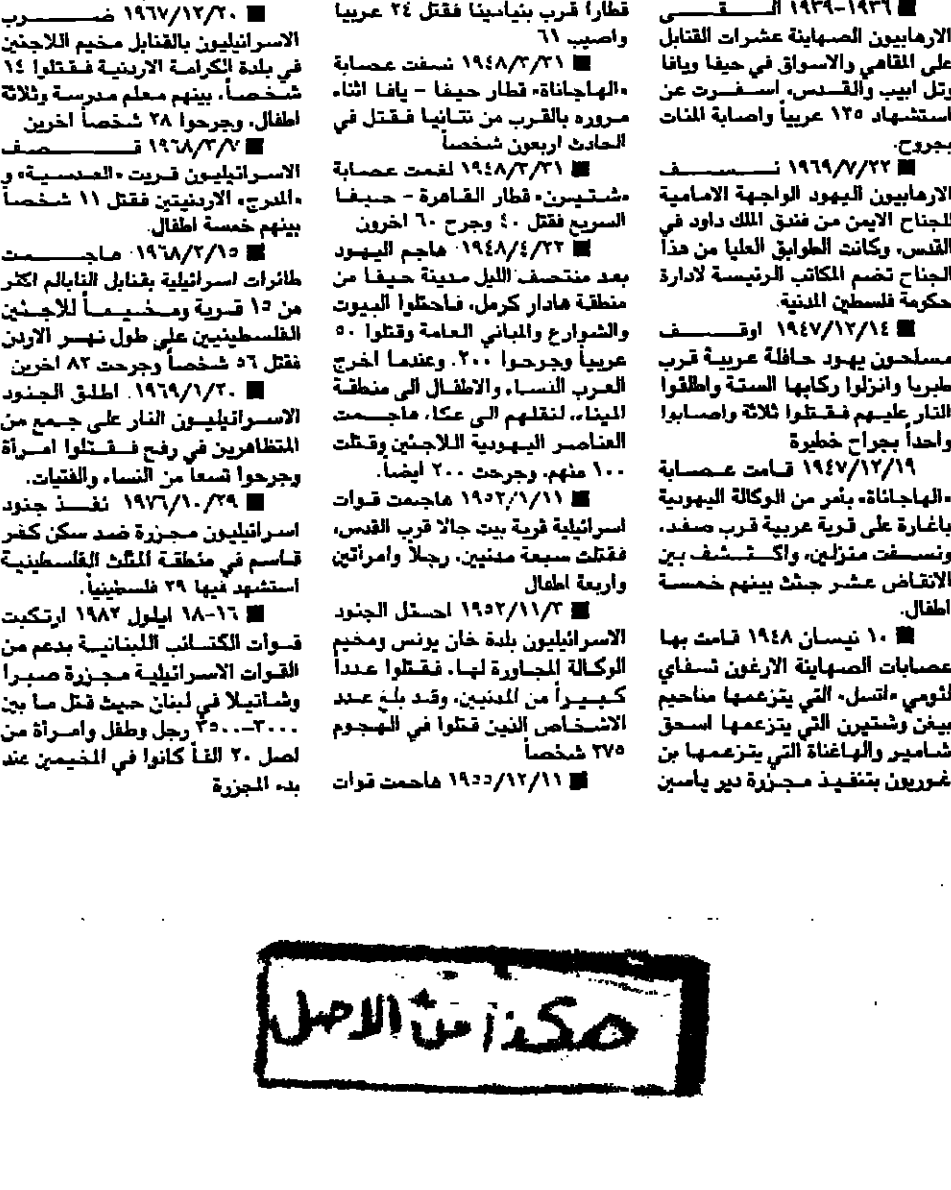 ■ ١٩٣٦-١٩٣٩ الـقـى
الارهابيون الصهاينة عشرات القنابل
على المقاهي والاسواق في حيفا ويافا
وتل ابيب والقدس، اسفرت عن
استشهاد ١٣٥ عربياً واصابة المئات
بجروح.
■ ١٩٦٩/٧/٢٢ نسف
الارهابيون اليهود الواجهة الامامية
للجناح الايمن من فندق الملك داود في
القدس، وكانت الطوابق العليا من هذا
الجناح تضم المكاتب الرئيسة لادارة
حكومة فلسطين المدنية.
■ ١٩٤٧/١٢/١٤ اوقف
مسلحون يهود حافلة عربية قرب
طبريا وانزلوا ركابها الستة واطلقوا
النار عليهم فقتلوا ثلاثة واصابوا
واحداً بجراح خطيرة
١٩٤٧/١٢/١٩ قامت عصابة
«الهاجاناة» بأمر من الوكالة اليهودية
باغارة على قرية عربية قرب صفد،
ونسفت منزلين، واكتشف بين
الانقاض عشر جثث بينهم خمسة
اطفال.
■ ١٠ نيسان ١٩٤٨ قامت بها
عصابات الصهاينة الارغون تسفاي
لئومي «اتسل» التي يتزعمها مناحيم
بيغن وشتيرن التي يتزعمها اسحق
شامير والهاغناة التي يتزعمها بن
غوريون بتنفيذ مجزرة دير ياسين
قطارا قرب بنياسينا فقتل ٢٤ عربيا
واصيب ٦١
■ ١٩٤٨/٣/٣١ نسفت عصابة
«الهاجاناة» قطار حيفا - يافا اثناء
مروره بالقرب من نتانيا فقتل في
الحادث اربعون شخصاً
■ ١٩٤٨/٣/٣١ لغمت عصابة
«شتيرن» قطار القاهرة - حيفا
السريع فقتل ٤٠ وجرح ٦٠ اخرون
■ ١٩٤٨/٤/٢٢ هاجم اليهود
بعد منتصف الليل مدينة حيفا من
منطقة هادار كرمل، فاحتلوا البيوت
والشوارع والمباني العامة وقتلوا ٥٠
عربياً وجرحوا ٢٠٠. وعندما اخرج
العرب النساء والاطفال الى منطقة
الميناء، لنقلهم الى عكا، هاجمت
العناصر اليهودية اللاجئين وقتلت
١٠٠ منهم، وجرحت ٢٠٠ ايضاً.
■ ١٩٥٢/١/١١ هاجمت قوات
اسرائيلية قرية بيت جالا قرب القدس،
فقتلت سبعة مدنيين، رجلاً وامرأتين
واربعة اطفال
■ ١٩٥٢/١١/٣ احتل الجنود
الاسرائيليون بلدة خان يونس ومخيم
الوكالة المجاورة لها، فقتلوا عدداً
كبيراً من المدنيين، وقد بلغ عدد
الاشخاص الذين قتلوا في الهجوم
٢٧٥ شخصاً
■ ١٩٥٥/١٢/١١ هاجمت قوات
■ ١٩٦٧/١٢/٢٠ ضرب
الاسرائيليون بالقنابل مخيم اللاجئين
في بلدة الكرامة الاردنية فقتلوا ١٤
شخصاً، بينهم معلم مدرسة وثلاثة
اطفال، وجرحوا ٢٨ شخصاً اخرين
■ ١٩٦٨/٣/٧ قصف
الاسرائيليون قريت «العدسية» و
«المدرج» الاردنيتين فقتل ١١ شخصاً
بينهم خمسة اطفال.
■ ١٩٦٨/٢/١٥ هاجمت
طائرات اسرائيلية بقنابل النابالم اكثر
من ١٥ قرية ومخيماً للاجئين
الفلسطينيين على طول نهر الاردن
فقتل ٥٦ شخصاً وجرحت ٨٢ اخرين
■ ١٩٦٩/٦/٢٠. اطلق الجنود
الاسرائيليون النار على جمع من
المتظاهرين في رفح فقتلوا امرأة
وجرحوا تسعا من النساء والفتيات.
■ ١٩٧٦/١٠/٢٩ نفذ جنود
اسرائيليون مجزرة ضد سكن كفر
قاسم في منطقة المثلث الفلسطينية
استشهد فيها ٢٩ فلسطينياً.
■ ١٦-١٨ ايلول ١٩٨٢ ارتكبت
قوات الكتائب اللبنانية بدعم من
القوات الاسرائيلية مجزرة صبرا
وشاتيلا في لبنان حيث قتل ما بين
٣٠٠٠-٣٥٠٠ رجل وطفل وامرأة من
اصل ٢٠ الفاً كانوا في المخيمين عند
بدء المجزرة
صكذا من الاصل